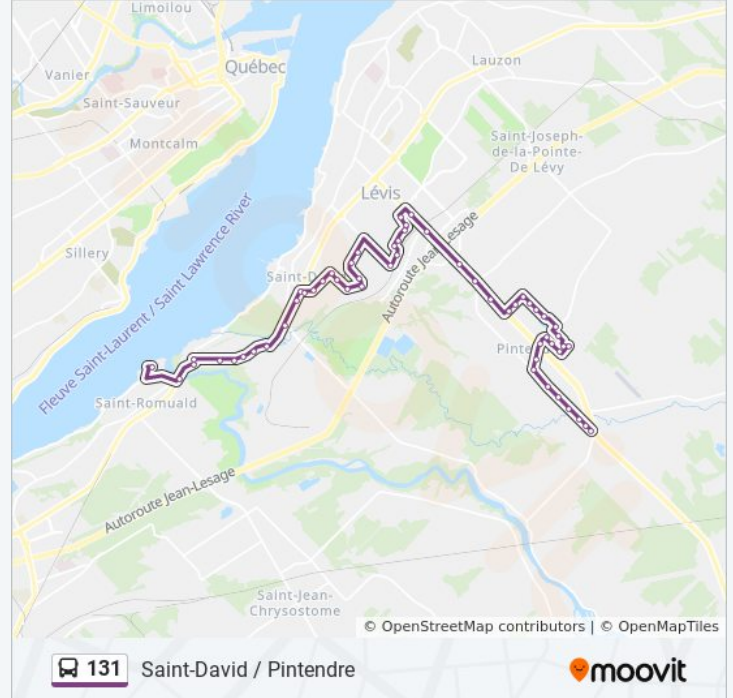 Limoilou
Québec
Vanier
Lauzon
Saint-Sauveur
Montcalm
Saint-Joseph-
de-la-Pointe-
De Lévy
Lévis
Sillery
Saint-D
Autoroute Jean-Lesage
Fleuve Saint-Laurent / Saint Lawrence River
Pinte
Saint-Romuald
Autoroute Jean-Lesage
Saint-Jean-
Chrysostome
© OpenStreetMap contributors | © OpenMapTiles
131 Saint-David / Pintendre
moovit